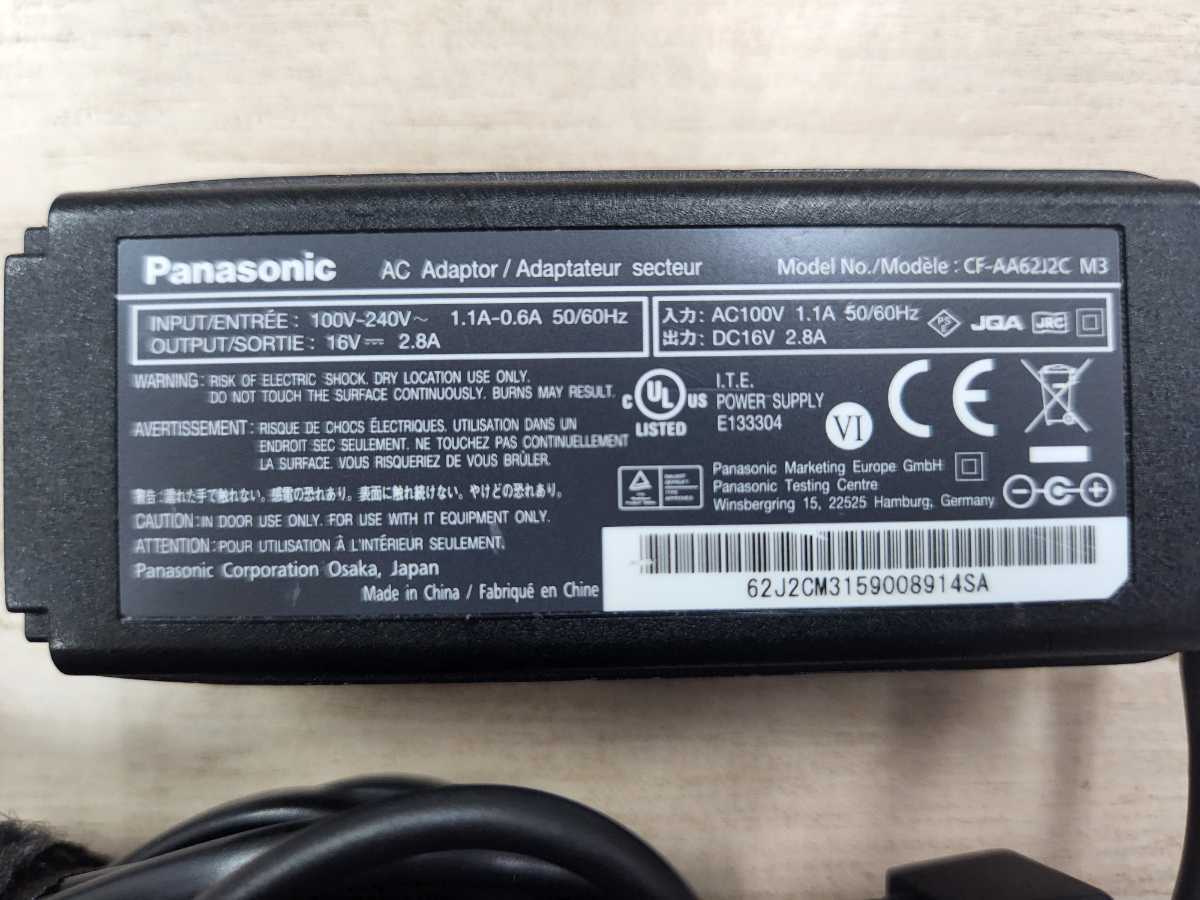 Panasonic AC Adaptor / Adaptateur secteur Model No./Modèle : CF-AA62J2C M3
INPUT/ENTRÉE : 100V-240V～ 1.1A-0.6A 50/60Hz
OUTPUT/SORTIE : 16V⎓ 2.8A
入力: AC100V 1.1A 50/60Hz
出力: DC16V 2.8A
PS E JQA JRC
WARNING : RISK OF ELECTRIC SHOCK. DRY LOCATION USE ONLY.
DO NOT TOUCH THE SURFACE CONTINUOUSLY. BURNS MAY RESULT.
AVERTISSEMENT : RISQUE DE CHOCS ÉLECTRIQUES. UTILISATION DANS UN
ENDROIT SEC SEULEMENT. NE TOUCHEZ PAS CONTINUELLEMENT
LA SURFACE. VOUS RISQUERIEZ DE VOUS BRÛLER.
警告 : 濡れた手で触れない。感電の恐れあり。表面に触れ続けない。やけどの恐れあり。
CAUTION : IN DOOR USE ONLY. FOR USE WITH IT EQUIPMENT ONLY.
ATTENTION : POUR UTILISATION À L'INTÉRIEUR SEULEMENT.
Panasonic Corporation Osaka, Japan
Made in China / Fabriqué en Chine
C UL US
LISTED
I.T.E.
POWER SUPPLY
E133304
VI
CE
Panasonic Marketing Europe GmbH
Panasonic Testing Centre
Winsbergring 15, 22525 Hamburg, Germany
62J2CM3159008914SA